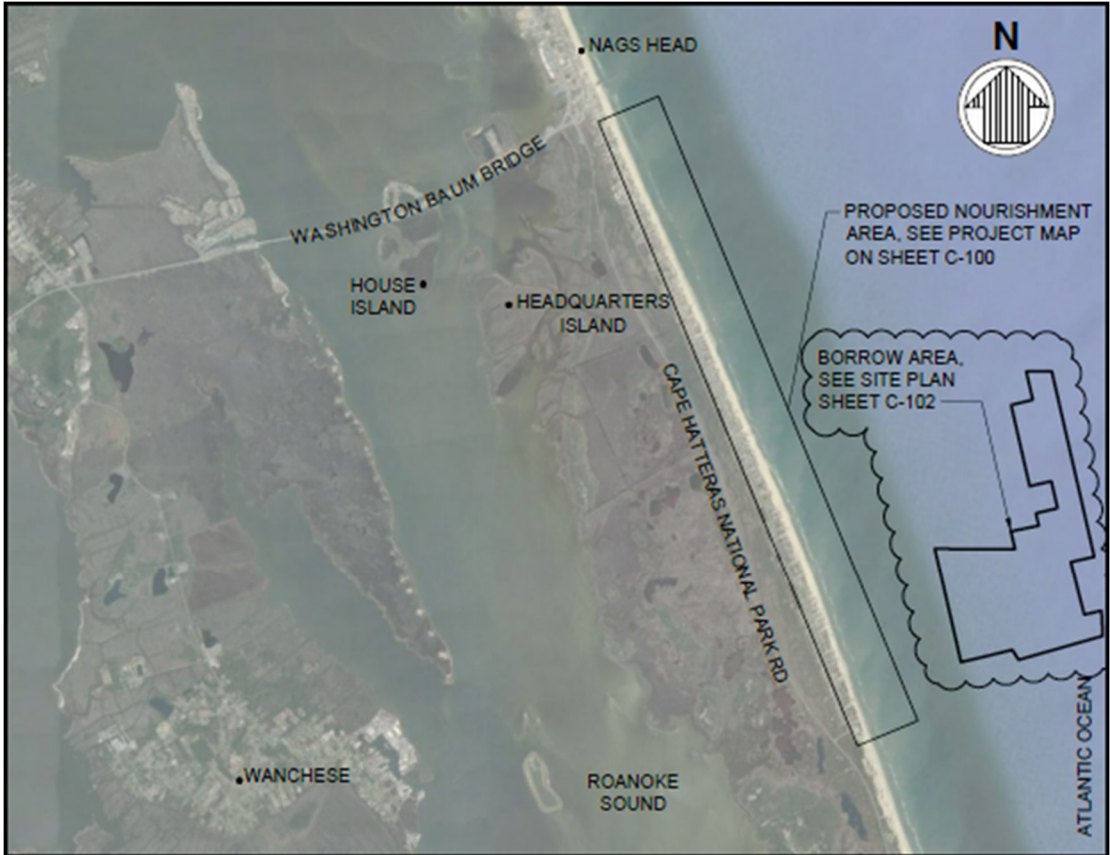 N
NAGS HEAD
WASHINGTON BAUM BRIDGE
PROPOSED NOURISHMENT
AREA, SEE PROJECT MAP
ON SHEET C-100
HOUSE
ISLAND
HEADQUARTERS
ISLAND
BORROW AREA,
SEE SITE PLAN
SHEET C-102
CAPE HATTERAS NATIONAL PARK RD
ATLANTIC OCEAN
WANCHESE
ROANOKE
SOUND